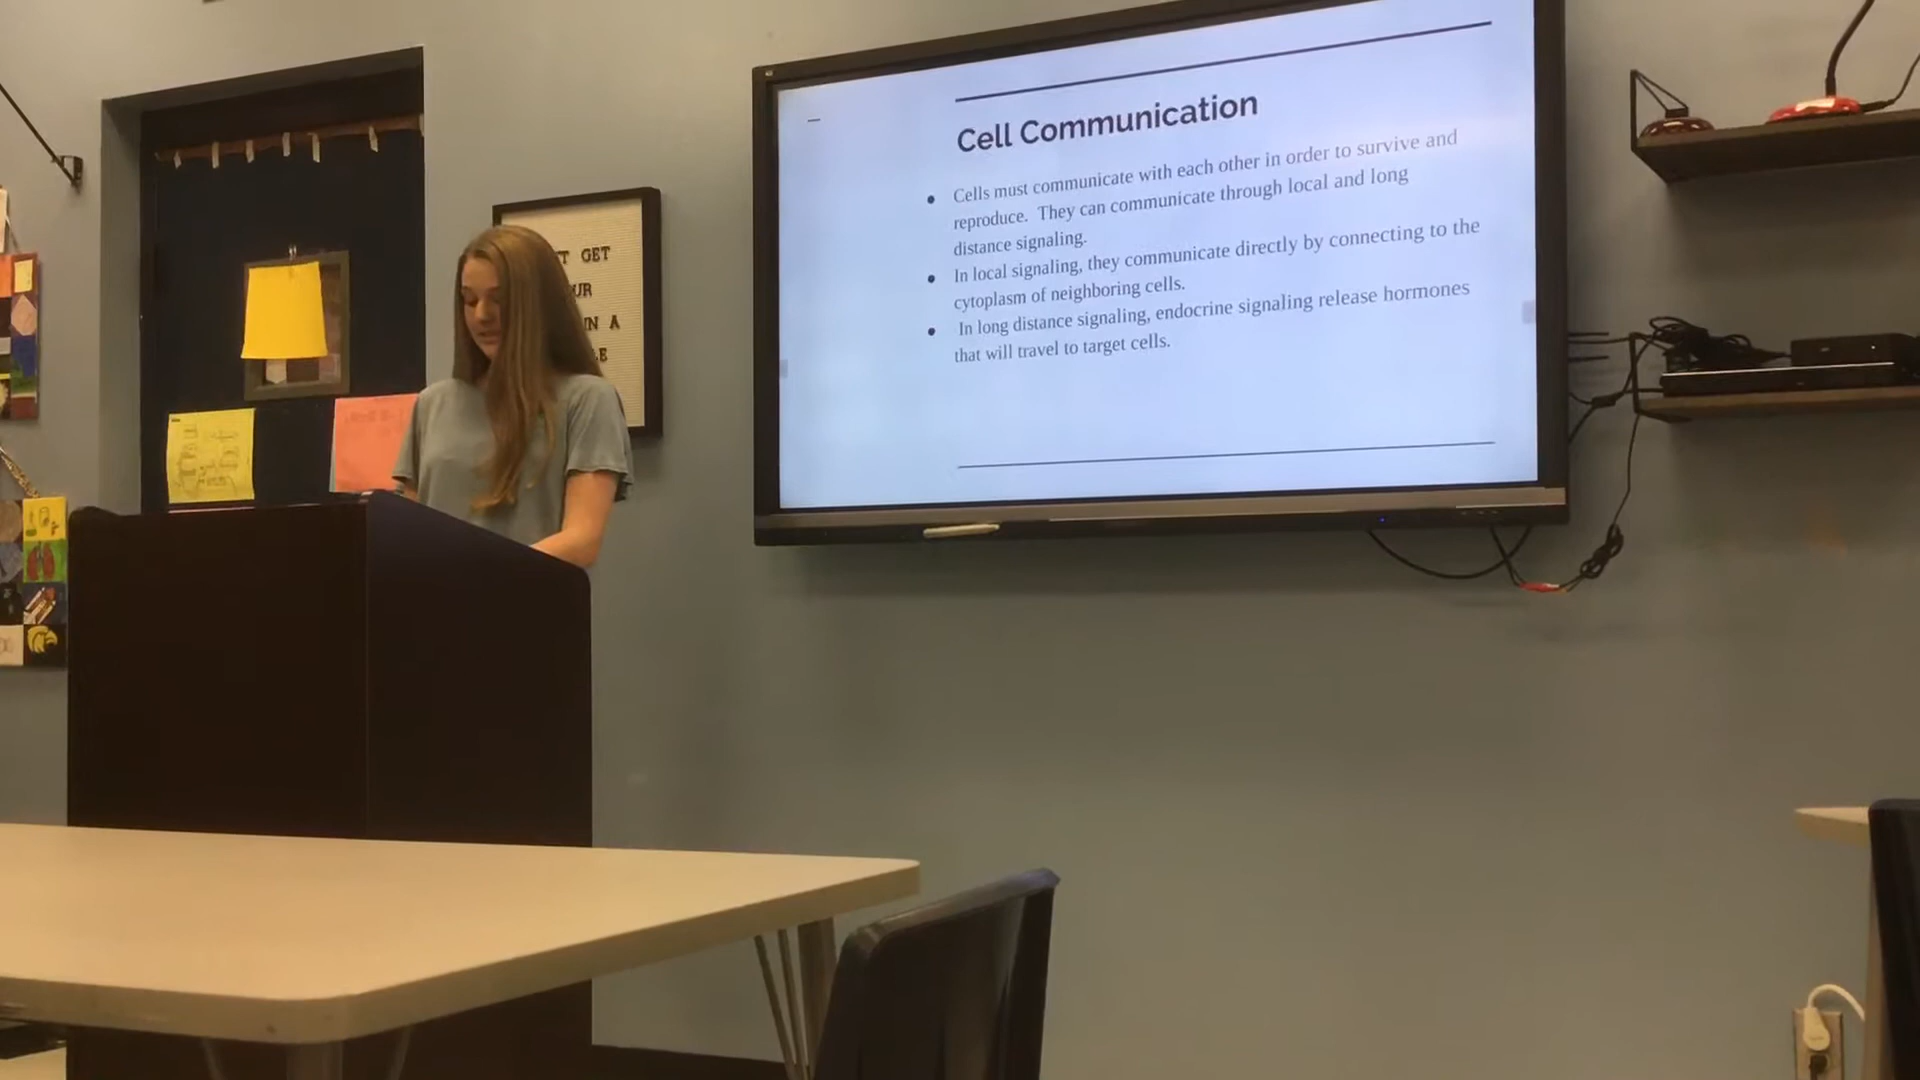 T GET
UR
IN A
LE
Cell Communication
● Cells must communicate with each other in order to survive and
reproduce. They can communicate through local and long
distance signaling.
● In local signaling, they communicate directly by connecting to the
cytoplasm of neighboring cells.
● In long distance signaling, endocrine signaling release hormones
that will travel to target cells.